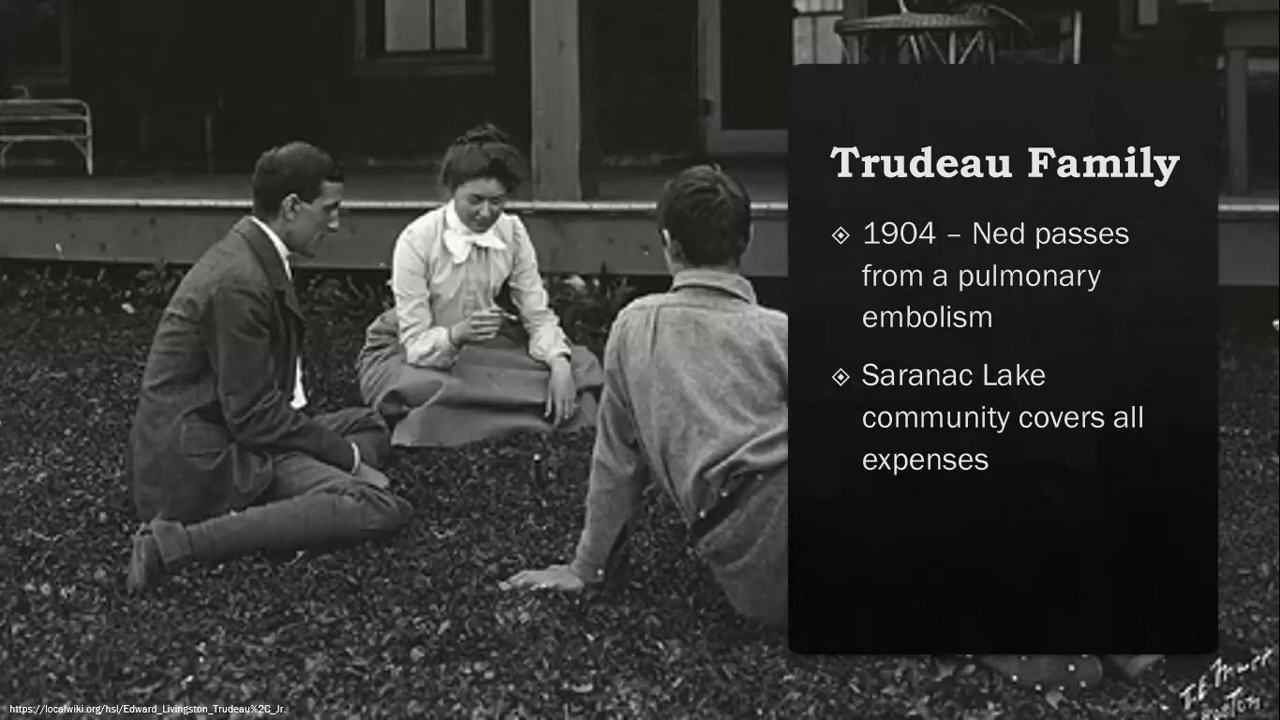 Trudeau Family
1904 – Ned passes
from a pulmonary
embolism
Saranac Lake
community covers all
expenses
https://localwiki.org/hsl/Edward_Livingston_Trudeau%2C_Jr.